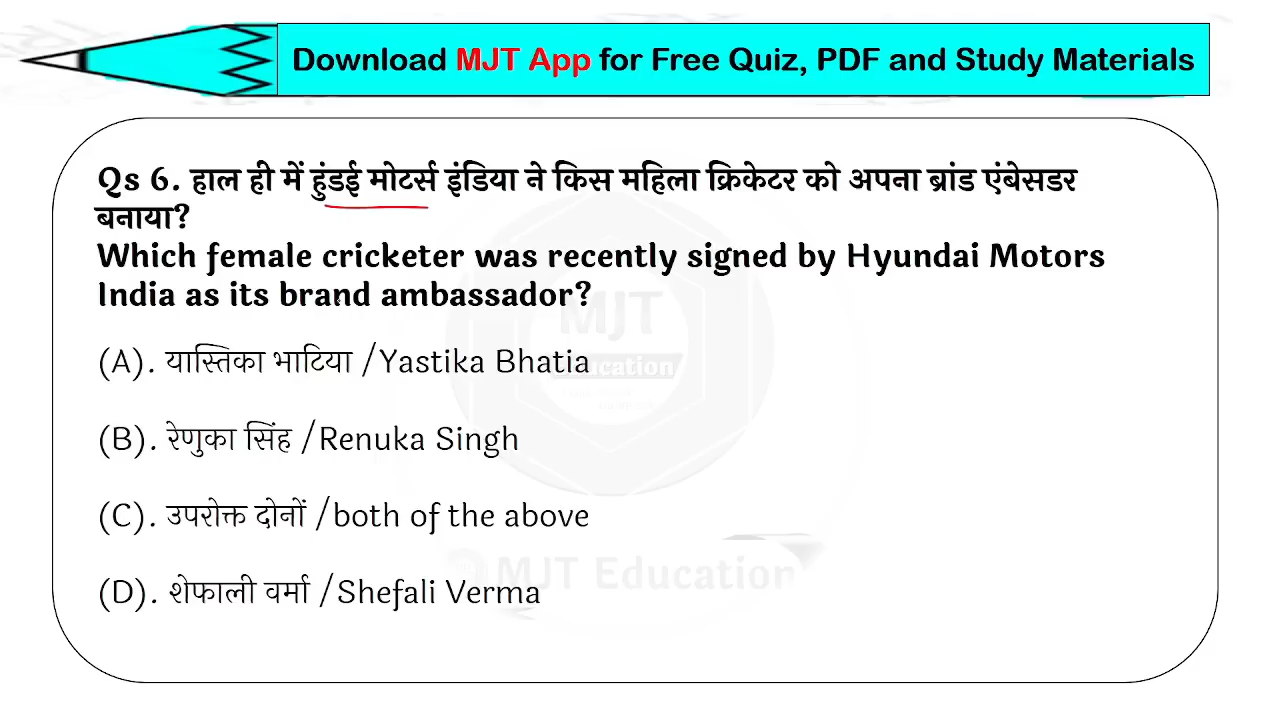 Download MJT App for Free Quiz, PDF and Study Materials
Qs 6. हाल ही में हुंडई मोटर्स इंडिया ने किस महिला क्रिकेटर को अपना ब्रांड एंबेसडर
बनाया?
Which female cricketer was recently signed by Hyundai Motors
India as its brand ambassador?
MJT
(A). यास्तिका भाटिया /Yastika Bhatia
Education
(B). रेणुका सिंह /Renuka Singh
(C). उपरोक्त दोनों /both of the above
MJT Education
(D). शेफाली वर्मा /Shefali Verma